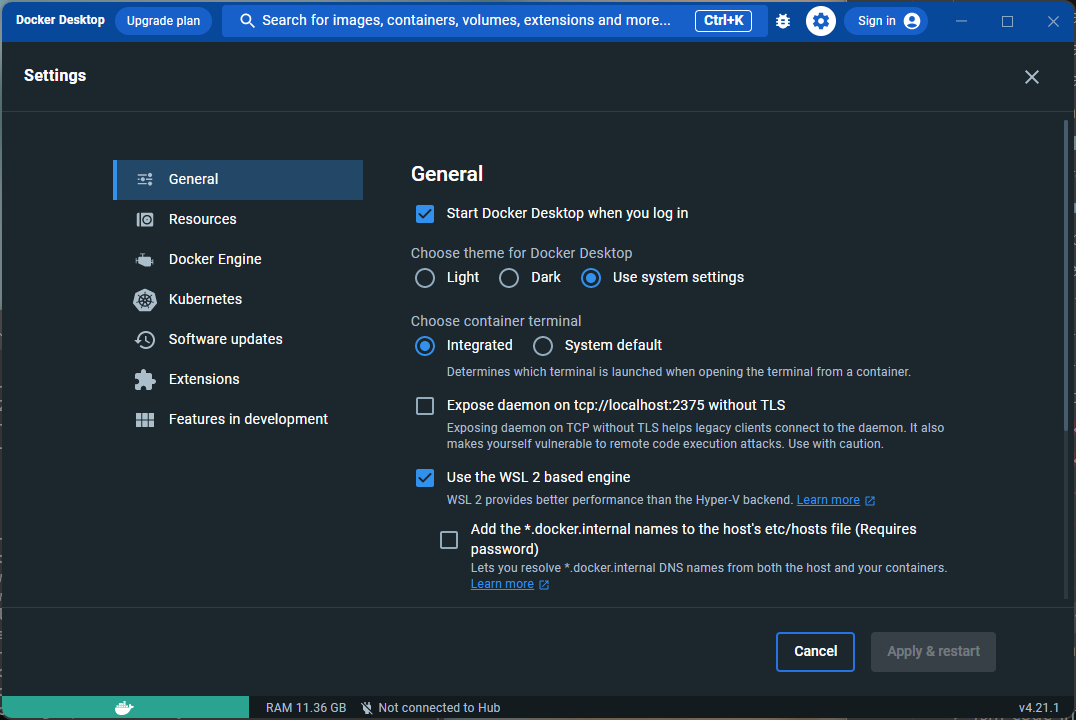 Docker Desktop
Upgrade plan
Search for images, containers, volumes, extensions and more...
Ctrl+K
Sign in
Settings
General
Resources
Docker Engine
Kubernetes
Software updates
Extensions
Features in development
General
Start Docker Desktop when you log in
Choose theme for Docker Desktop
Light
Dark
Use system settings
Choose container terminal
Integrated
System default
Determines which terminal is launched when opening the terminal from a container.
Expose daemon on tcp://localhost:2375 without TLS
Exposing daemon on TCP without TLS helps legacy clients connect to the daemon. It also
makes yourself vulnerable to remote code execution attacks. Use with caution.
Use the WSL 2 based engine
WSL 2 provides better performance than the Hyper-V backend. Learn more
Add the *.docker.internal names to the host's etc/hosts file (Requires
password)
Lets you resolve *.docker.internal DNS names from both the host and your containers.
Learn more
Cancel
Apply & restart
RAM 11.36 GB
Not connected to Hub
v4.21.1